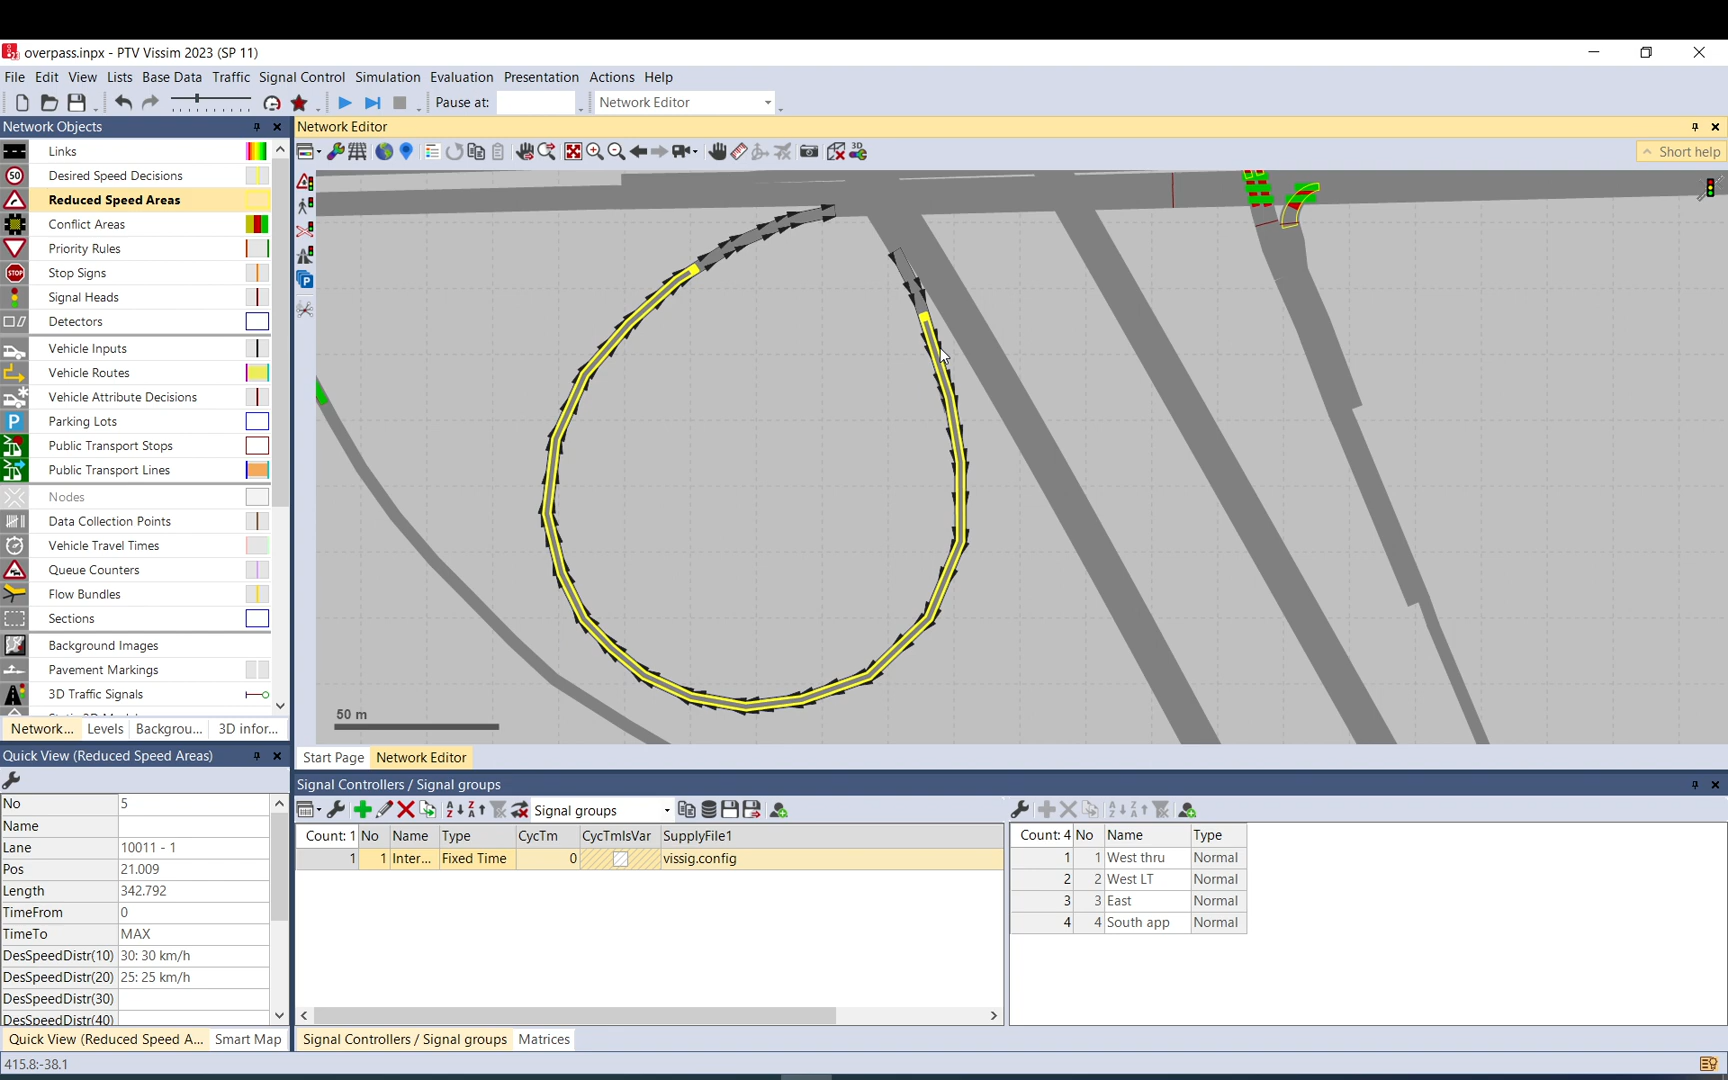 overpass.inpx - PTV Vissim 2023 (SP 11)
File Edit View Lists Base Data Traffic Signal Control Simulation Evaluation Presentation Actions Help
Pause at: Network Editor
Network Objects
Links
50 Desired Speed Decisions
Reduced Speed Areas
Conflict Areas
Priority Rules
STOP Stop Signs
Signal Heads
Detectors
Vehicle Inputs
Vehicle Routes
Vehicle Attribute Decisions
P Parking Lots
Public Transport Stops
Public Transport Lines
Nodes
Data Collection Points
Vehicle Travel Times
Queue Counters
Flow Bundles
Sections
Background Images
Pavement Markings
3D Traffic Signals
Network... Levels Backgrou... 3D infor...
Network Editor
3D
Short help
P
50 m
Start Page Network Editor
Quick View (Reduced Speed Areas)
No 5
Name
Lane 10011 - 1
Pos 21.009
Length 342.792
TimeFrom 0
TimeTo MAX
DesSpeedDistr(10) 30: 30 km/h
DesSpeedDistr(20) 25: 25 km/h
DesSpeedDistr(30)
DesSpeedDistr(40)
Quick View (Reduced Speed A... Smart Map
Signal Controllers / Signal groups
Signal groups
Count: 1 No Name Type CycTm CycTmIsVar SupplyFile1
1 1 Inter... Fixed Time 0 vissig.config
Count: 4 No Name Type
1 1 West thru Normal
2 2 West LT Normal
3 3 East Normal
4 4 South app Normal
Signal Controllers / Signal groups Matrices
415.8:-38.1